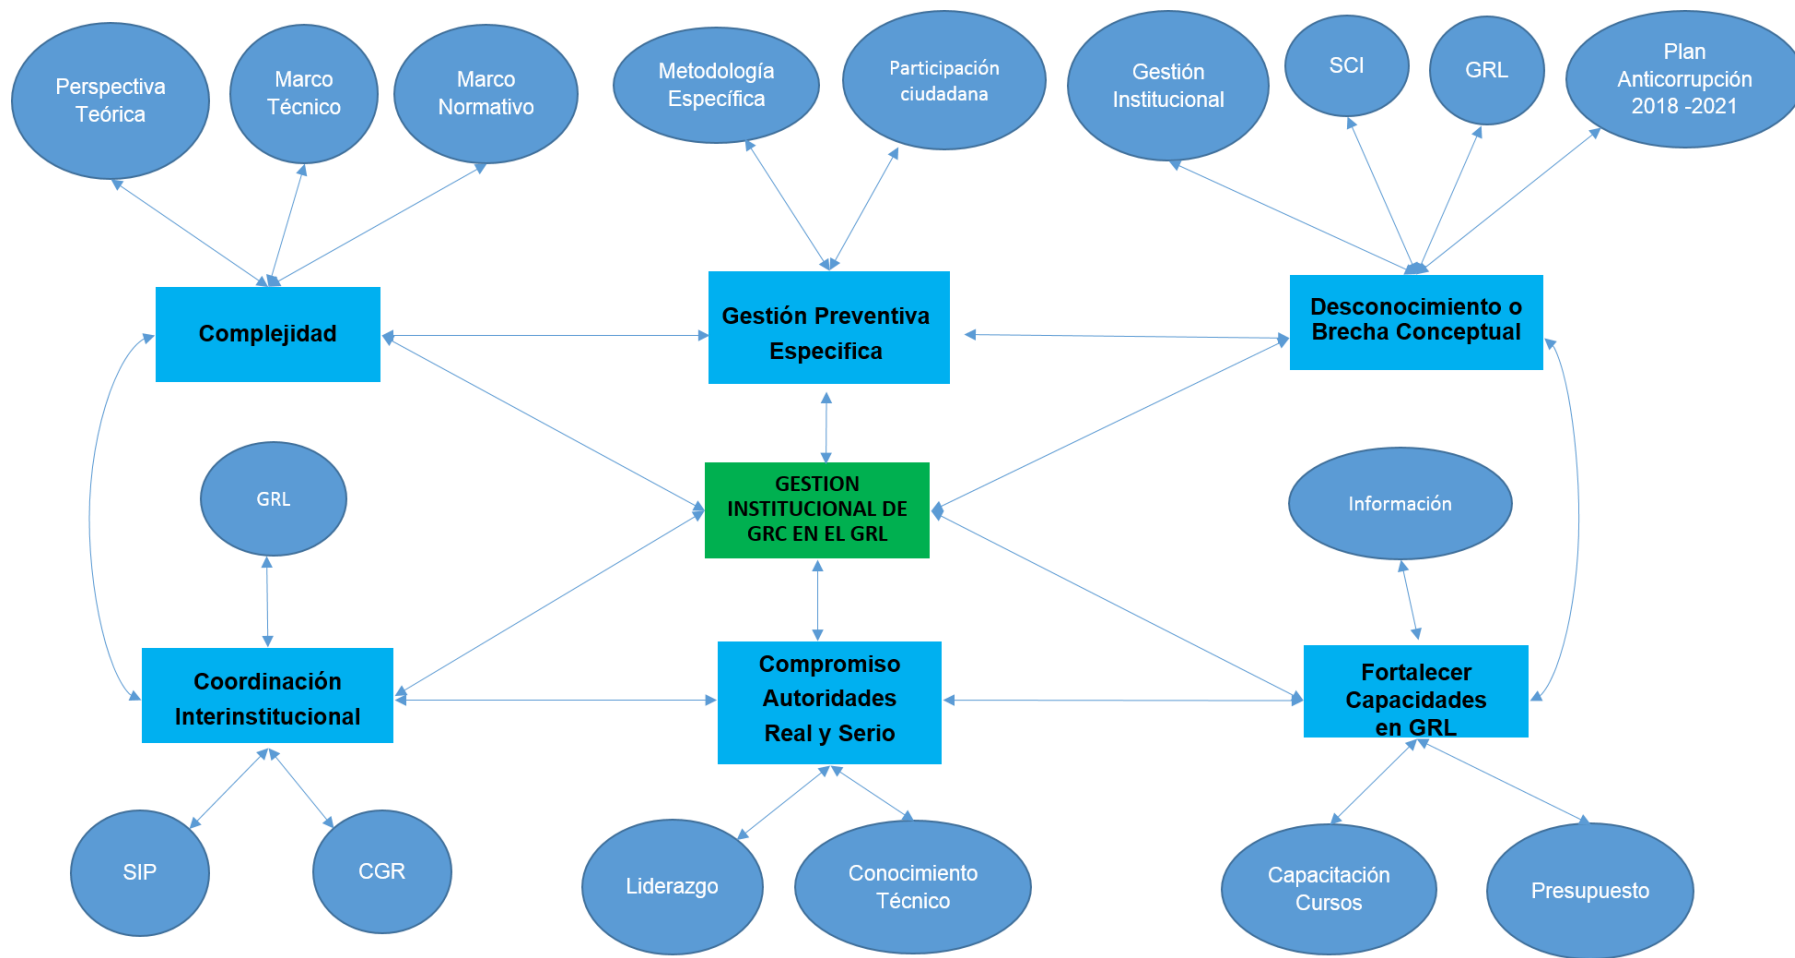 Perspectiva
Teórica
Marco
Técnico
Marco
Normativo
Metodología
Específica
Participación
ciudadana
Gestión
Institucional
SCI
GRL
Plan
Anticorrupción
2018 -2021
Complejidad
Gestión Preventiva
Especifica
Desconocimiento o
Brecha Conceptual
GRL
GESTION
INSTITUCIONAL DE
GRC EN EL GRL
Información
Coordinación
Interinstitucional
Compromiso
Autoridades
Real y Serio
Fortalecer
Capacidades
en GRL
SIP
CGR
Liderazgo
Conocimiento
Técnico
Capacitación
Cursos
Presupuesto